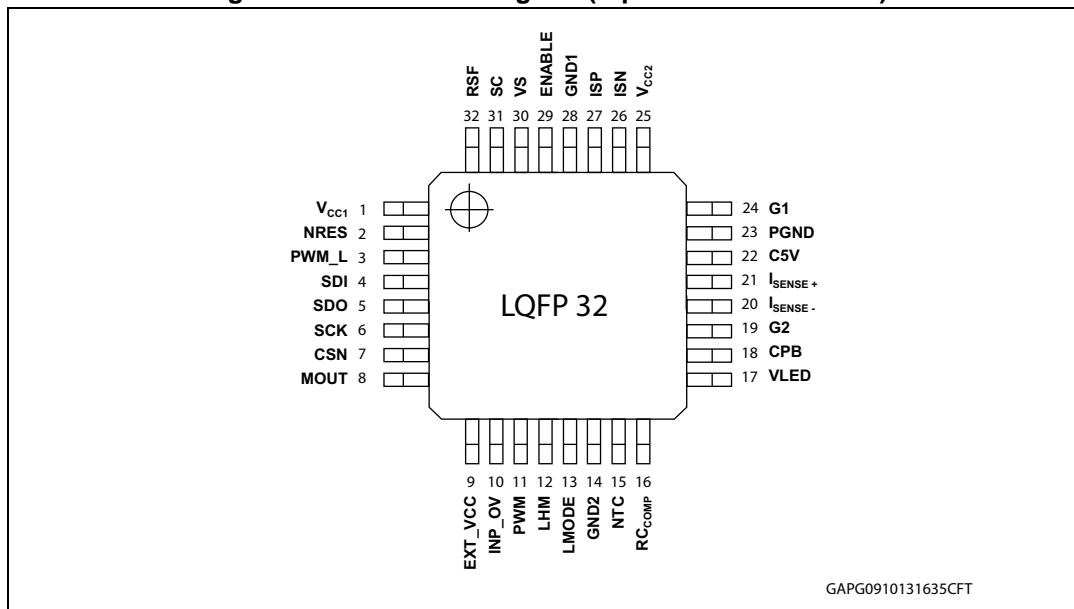 RSF
SC
VS
ENABLE
GND1
ISP
ISN
VCC2
32 31 30 29 28 27 26 25
VCC1 1
NRES 2
PWM_L 3
SDI 4
SDO 5
SCK 6
CSN 7
MOUT 8
LQFP 32
24 G1
23 PGND
22 C5V
21 ISENSE +
20 ISENSE -
19 G2
18 CPB
17 VLED
9 10 11 12 13 14 15 16
EXT_VCC
INP_OV
PWM
LHM
LMODE
GND2
NTC
RCCOMP
GAPG0910131635CFT